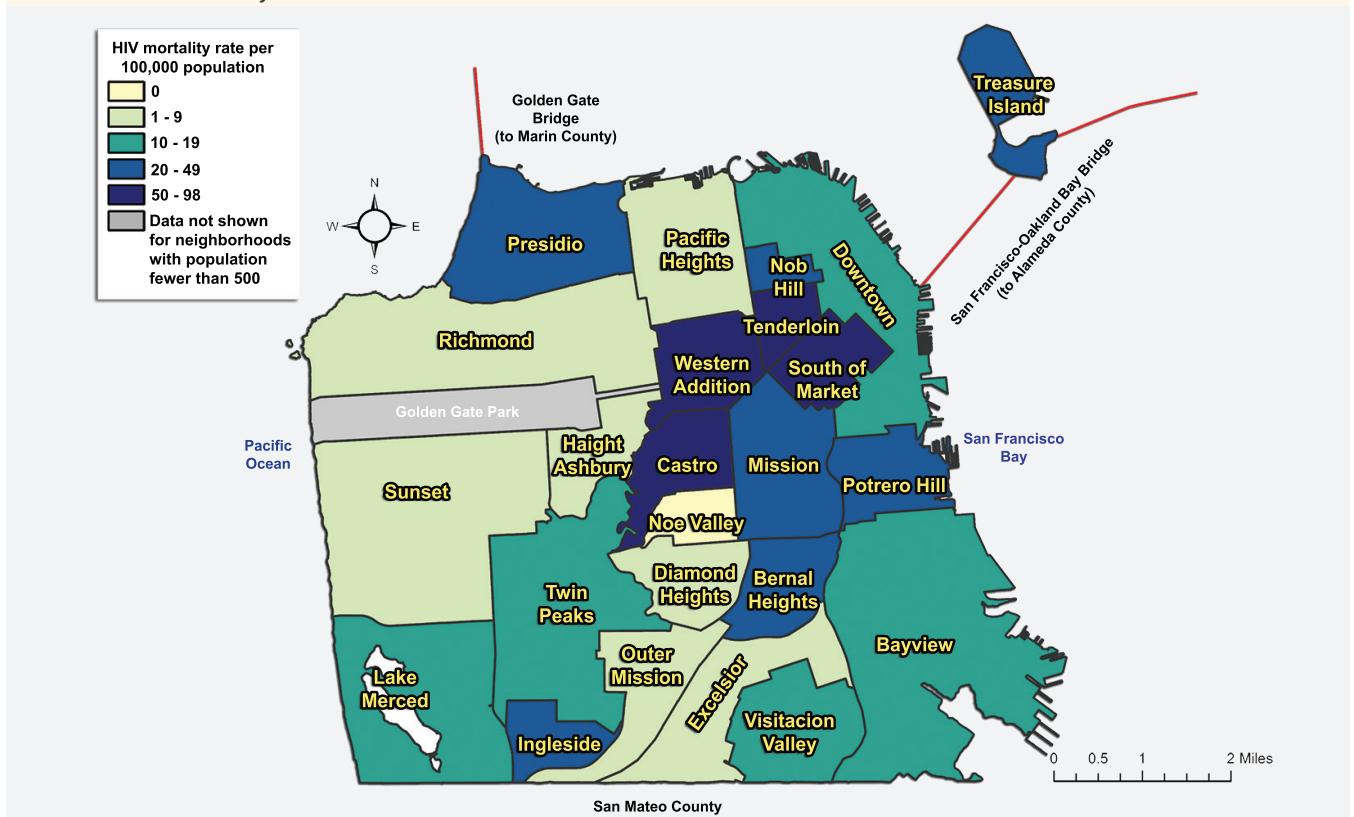 HIV mortality rate per
100,000 population
0
1 - 9
10 - 19
20 - 49
50 - 98
Data not shown
for neighborhoods
with population
fewer than 500
Golden Gate
Bridge
(to Marin County)
N
W
E
S
Treasure
Island
San Francisco-Oakland Bay Bridge
(to Alameda County)
Presidio
Pacific
Heights
Nob
Hill
Downtown
Richmond
Tenderloin
Western
Addition
South of
Market
Golden Gate Park
Pacific
Ocean
San Francisco
Bay
Haight
Ashbury
Castro
Mission
Potrero Hill
Sunset
Noe Valley
Diamond
Heights
Bernal
Heights
Twin
Peaks
Bayview
Outer
Mission
Excelsior
Lake
Merced
Visitacion
Valley
Ingleside
0 0.5 1 2 Miles
San Mateo County